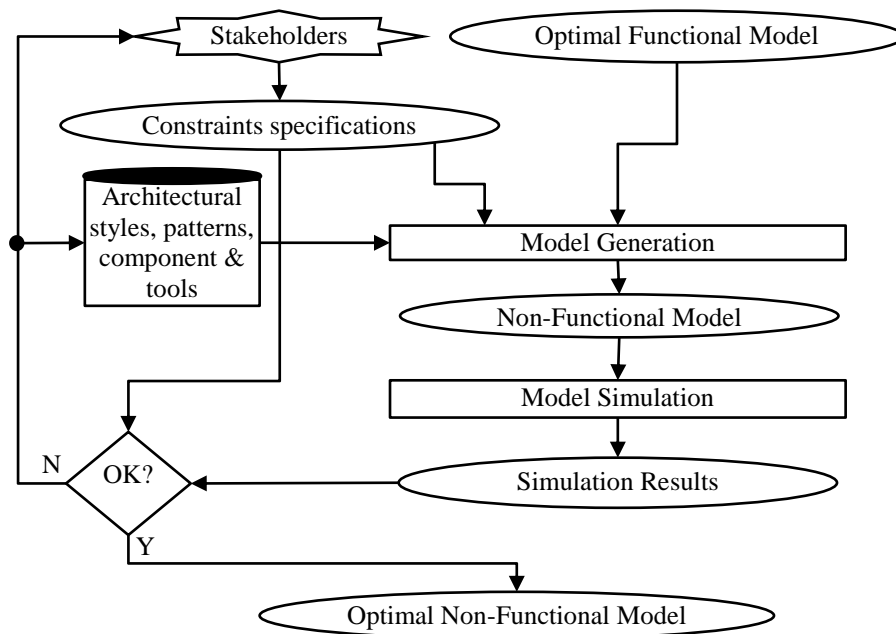 Stakeholders
Optimal Functional Model
Constraints specifications
Architectural
styles, patterns,
component &
tools
Model Generation
Non-Functional Model
Model Simulation
N
OK?
Simulation Results
Y
Optimal Non-Functional Model